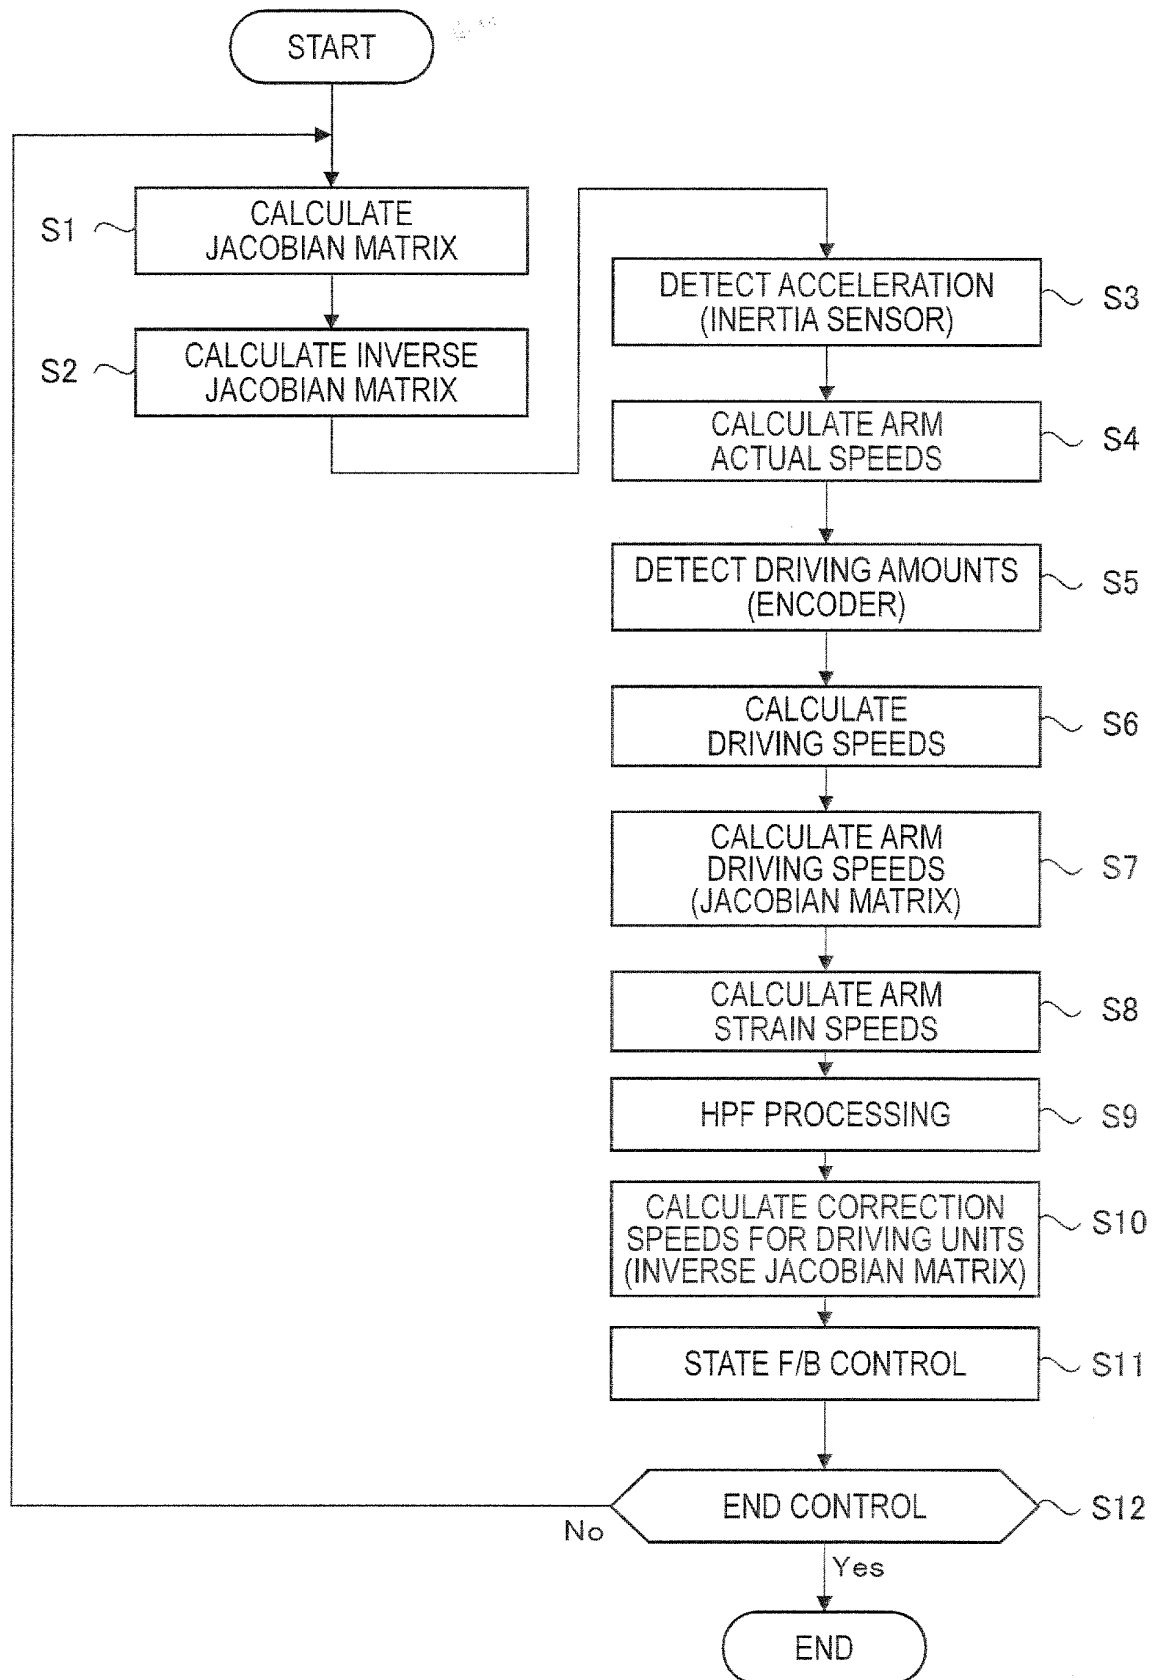 START
S1
CALCULATE
JACOBIAN MATRIX
S2
CALCULATE INVERSE
JACOBIAN MATRIX
DETECT ACCELERATION
(INERTIA SENSOR)
S3
CALCULATE ARM
ACTUAL SPEEDS
S4
DETECT DRIVING AMOUNTS
(ENCODER)
S5
CALCULATE
DRIVING SPEEDS
S6
CALCULATE ARM
DRIVING SPEEDS
(JACOBIAN MATRIX)
S7
CALCULATE ARM
STRAIN SPEEDS
S8
HPF PROCESSING
S9
CALCULATE CORRECTION
SPEEDS FOR DRIVING UNITS
(INVERSE JACOBIAN MATRIX)
S10
STATE F/B CONTROL
S11
END CONTROL
S12
No
Yes
END